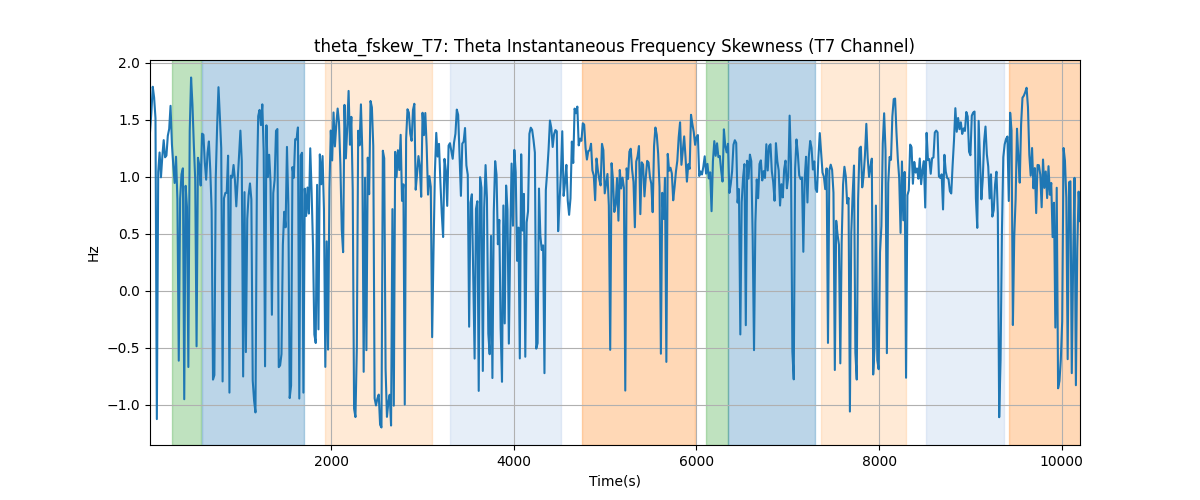 theta_fskew_T7: Theta Instantaneous Frequency Skewness (T7 Channel)
2.0
1.5
1.0
0.5
0.0
−0.5
−1.0
Hz
2000 4000 6000 8000 10000
Time(s)